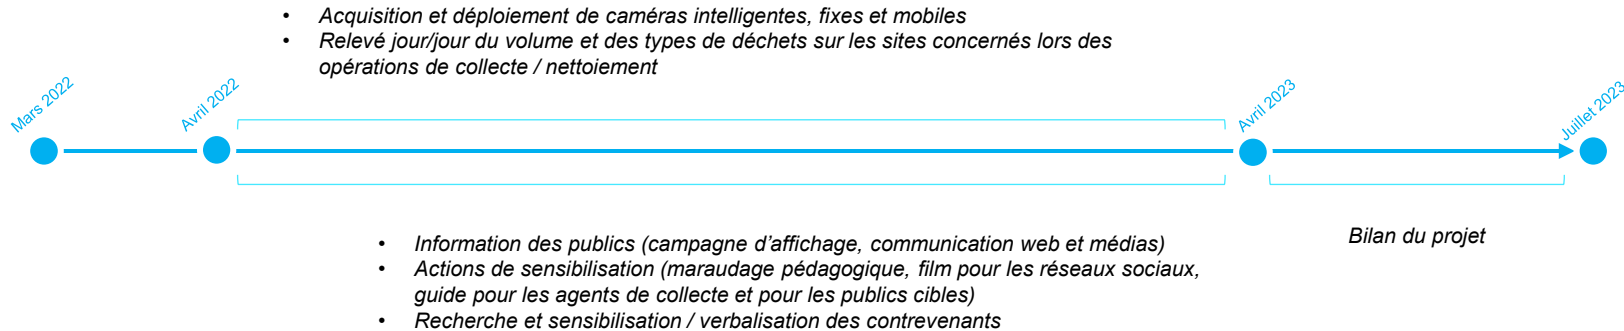 • Acquisition et déploiement de caméras intelligentes, fixes et mobiles
• Relevé jour/jour du volume et des types de déchets sur les sites concernés lors des
opérations de collecte / nettoiement
Mars 2022
Avril 2022
Avril 2023
Juillet 2023
• Information des publics (campagne d’affichage, communication web et médias)
• Actions de sensibilisation (maraudage pédagogique, film pour les réseaux sociaux,
guide pour les agents de collecte et pour les publics cibles)
• Recherche et sensibilisation / verbalisation des contrevenants
Bilan du projet